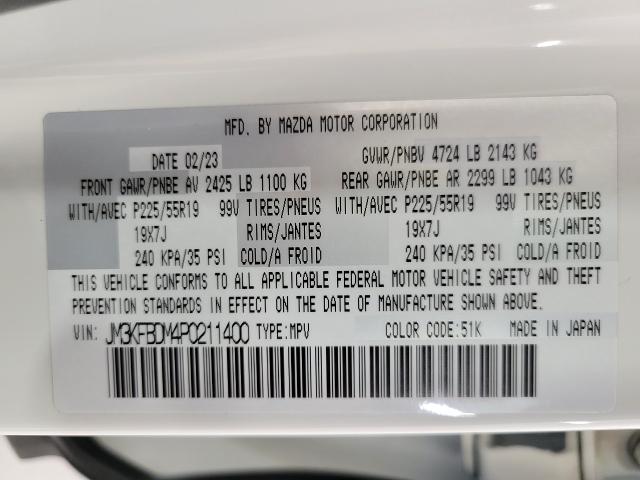 MFD. BY MAZDA MOTOR CORPORATION
DATE 02/23 GVWR/PNBV 4724 LB 2143 KG
FRONT GAWR/PNBE AV 2425 LB 1100 KG REAR GAWR/PNBE AR 2299 LB 1043 KG
WITH/AVEC P225/55R19 99V TIRES/PNEUS WITH/AVEC P225/55R19 99V TIRES/PNEUS
19X7J RIMS/JANTES 19X7J RIMS/JANTES
240 KPA/35 PSI COLD/A FROID 240 KPA/35 PSI COLD/A FROID
THIS VEHICLE CONFORMS TO ALL APPLICABLE FEDERAL MOTOR VEHICLE SAFETY AND THEFT
PREVENTION STANDARDS IN EFFECT ON THE DATE OF MANUFACTURE SHOWN ABOVE.
VIN: JM3KFBDM4P0211400 TYPE:MPV COLOR CODE:51K MADE IN JAPAN